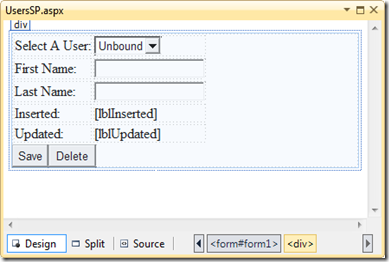 UsersSP.aspx
div
Select A User: Unbound
First Name:
Last Name:
Inserted: [lblInserted]
Updated: [lblUpdated]
Save Delete
Design Split Source <form#form1> <div>